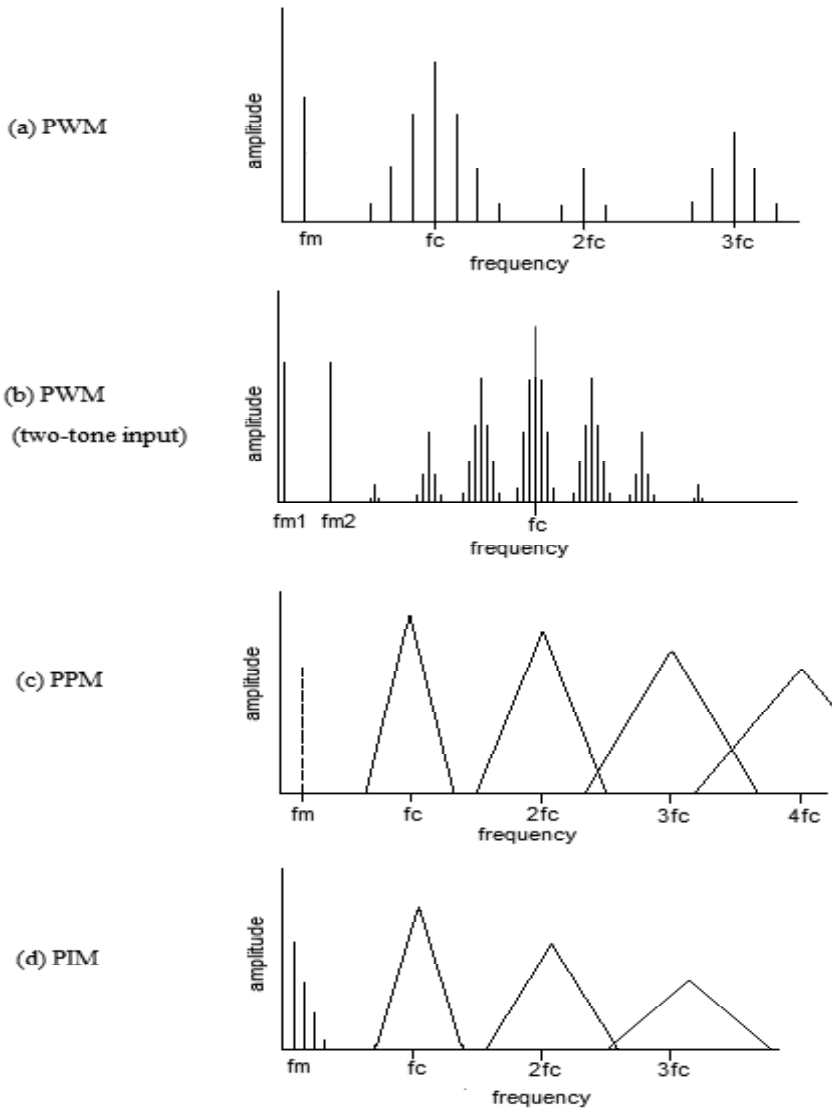 (a) PWM
amplitude
fm fc 2fc 3fc
frequency
(b) PWM
(two-tone input)
amplitude
fm1 fm2 fc
frequency
(c) PPM
amplitude
fm fc 2fc 3fc 4fc
frequency
(d) PIM
amplitude
fm fc 2fc 3fc
frequency